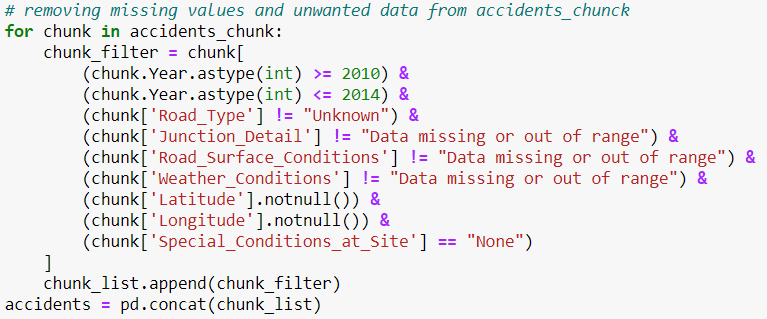 # removing missing values and unwanted data from accidents_chunck
for chunk in accidents_chunk:
    chunk_filter = chunk[
        (chunk.Year.astype(int) >= 2010) &
        (chunk.Year.astype(int) <= 2014) &
        (chunk['Road_Type'] != "Unknown") &
        (chunk['Junction_Detail'] != "Data missing or out of range") &
        (chunk['Road_Surface_Conditions'] != "Data missing or out of range") &
        (chunk['Weather_Conditions'] != "Data missing or out of range") &
        (chunk['Latitude'].notnull()) &
        (chunk['Longitude'].notnull()) &
        (chunk['Special_Conditions_at_Site'] == "None")
    ]
    chunk_list.append(chunk_filter)
accidents = pd.concat(chunk_list)